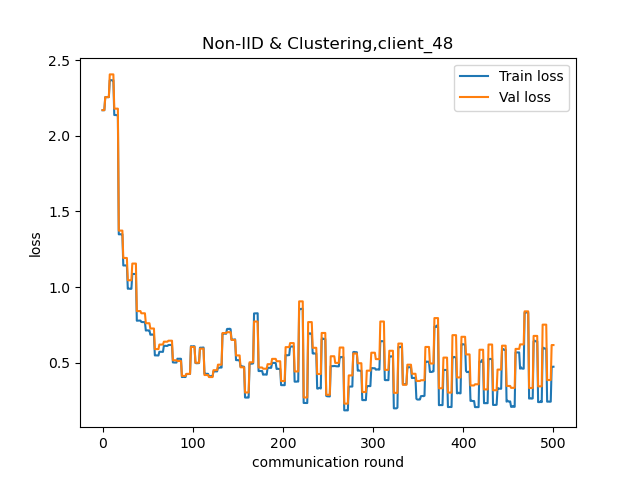 Non-IID & Clustering,client_48
Train loss
Val loss
2.5
2.0
1.5
1.0
0.5
loss
0
100
200
300
400
500
communication round